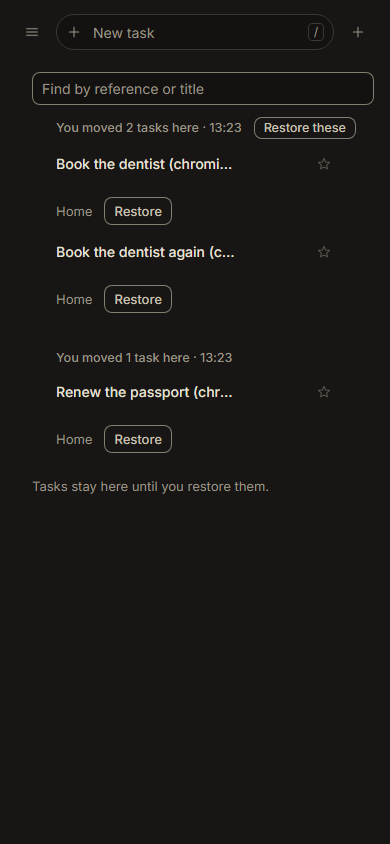 New task /
Find by reference or title
You moved 2 tasks here · 13:23 Restore these
Book the dentist (chromi...
Home Restore
Book the dentist again (c...
Home Restore
You moved 1 task here · 13:23
Renew the passport (chr...
Home Restore
Tasks stay here until you restore them.